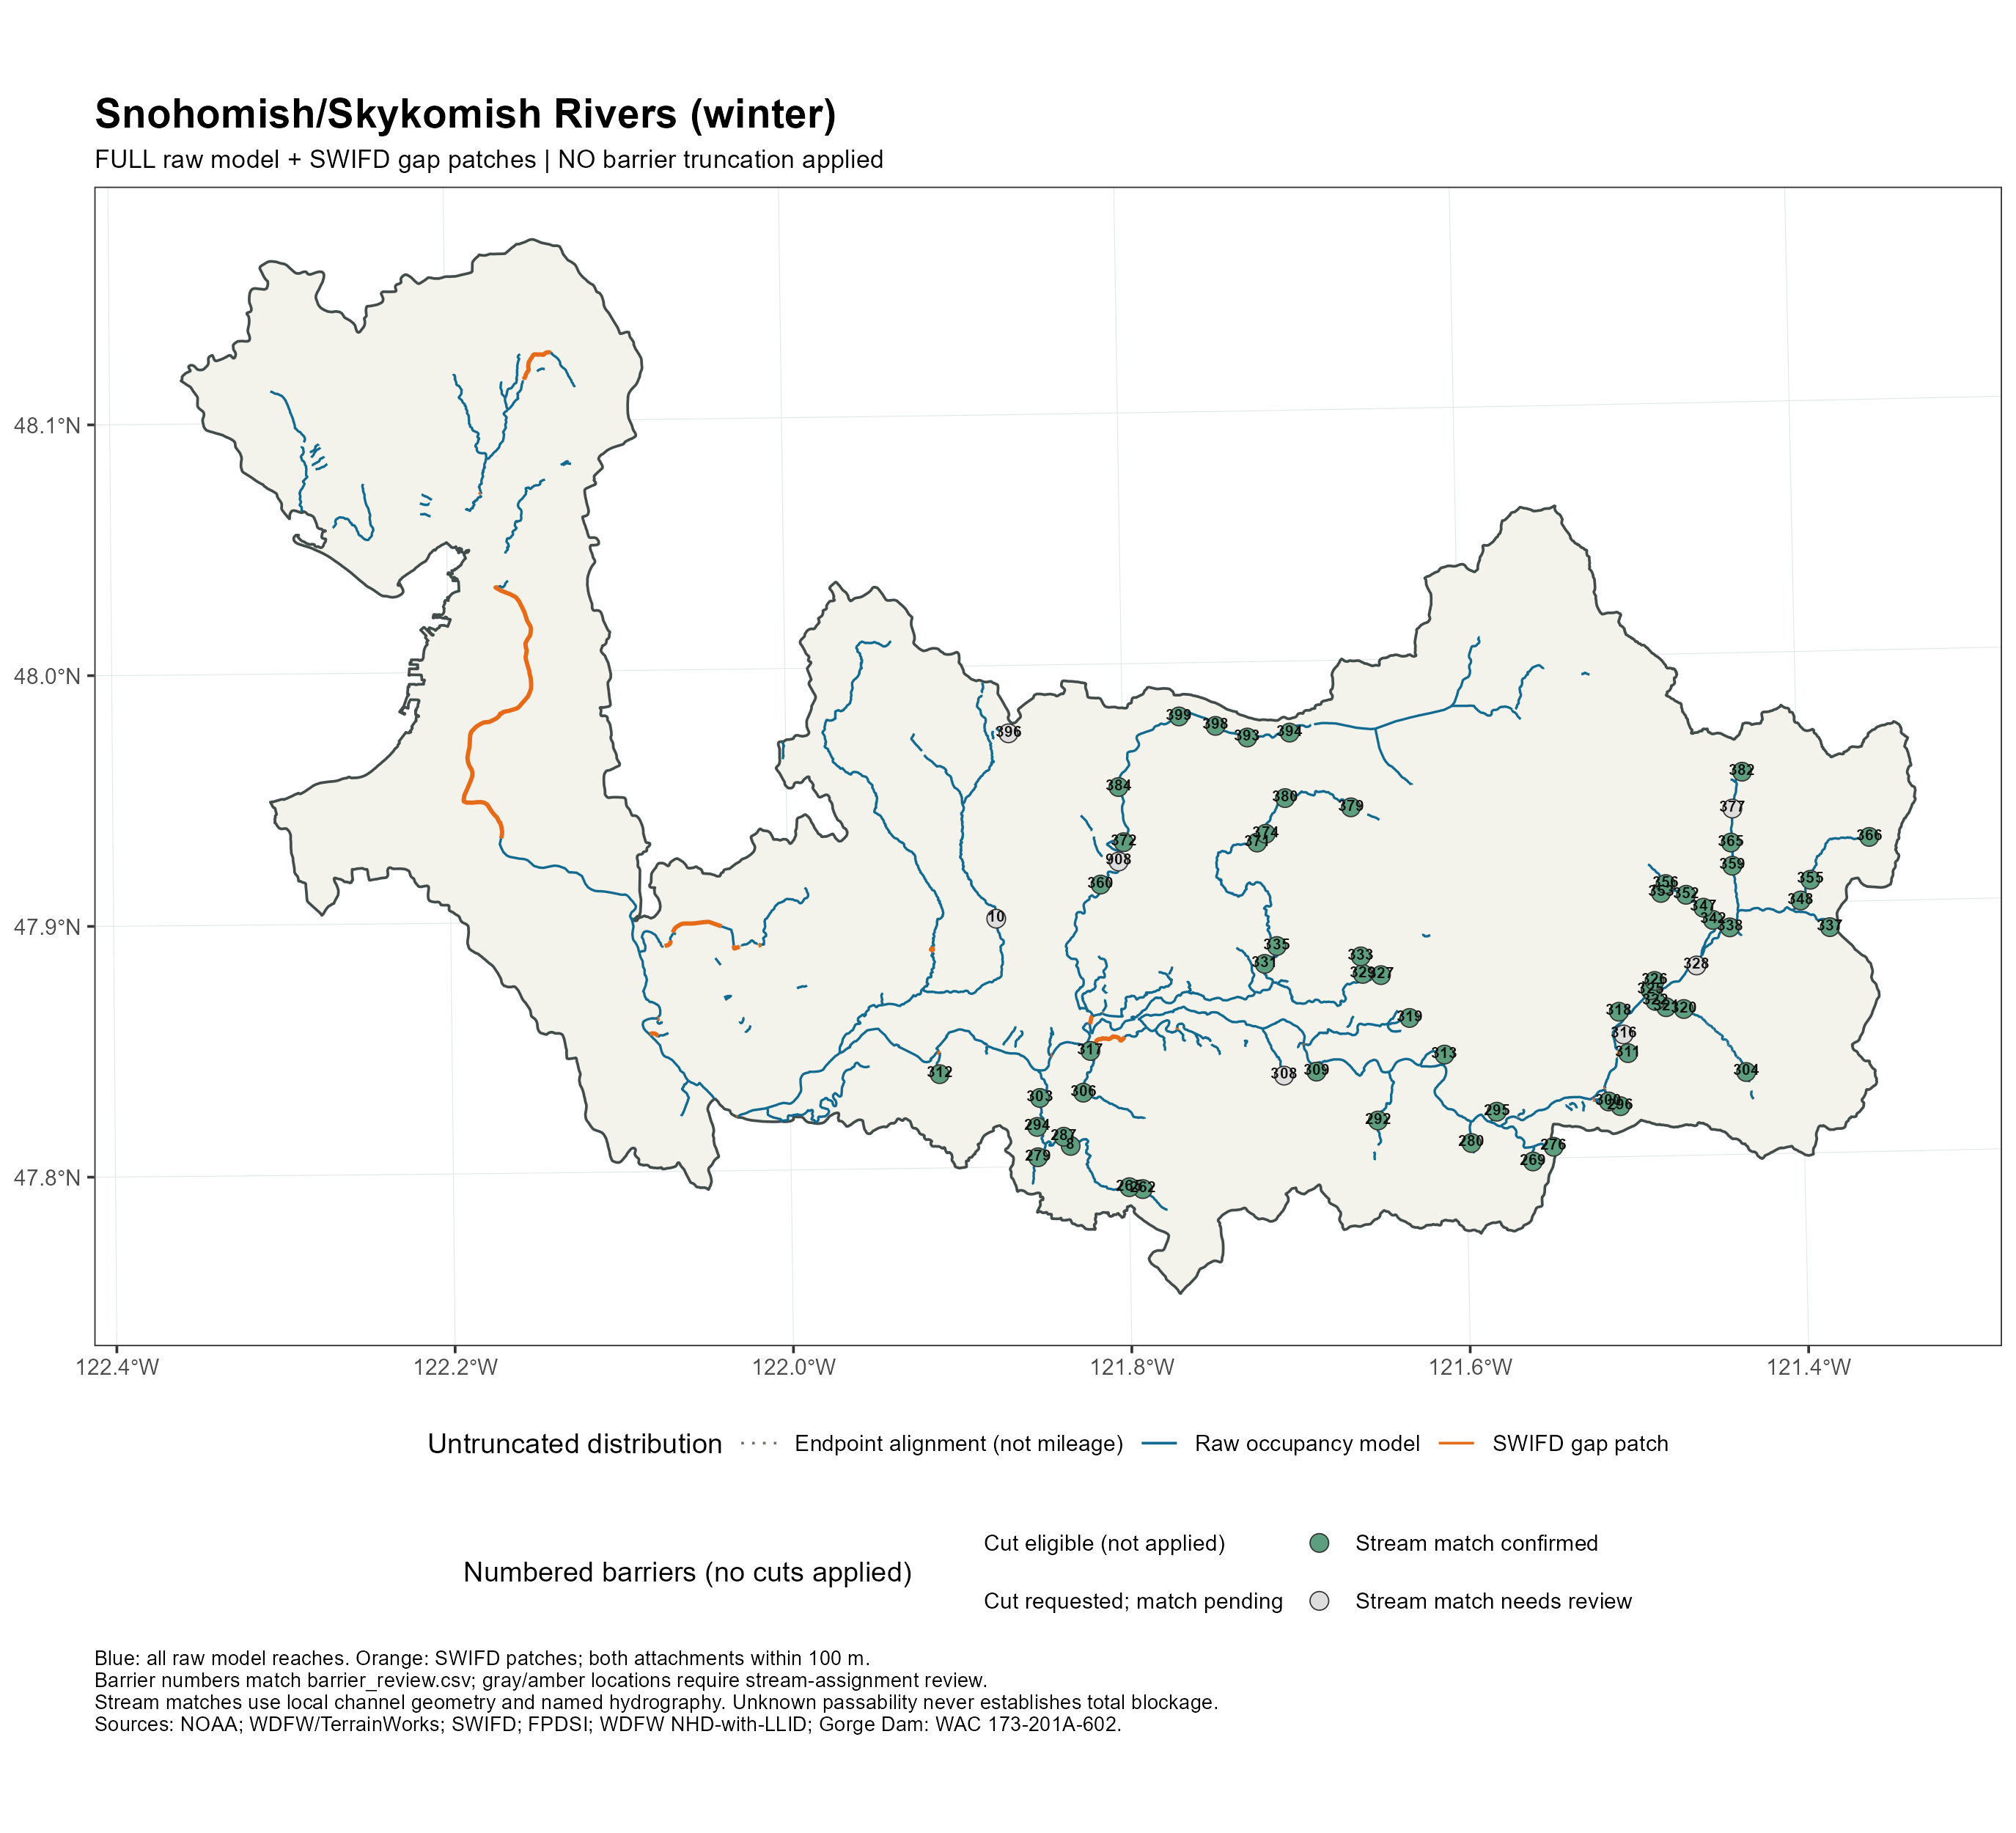 Snohomish/Skykomish Rivers (winter)
FULL raw model + SWIFD gap patches | NO barrier truncation applied
48.1°N
48.0°N
47.9°N
47.8°N
122.4°W
122.2°W
122.0°W
121.8°W
121.6°W
121.4°W
396
399
398
393
394
384
380
379
374
372
908
360
10
335
331
333
329
327
319
317
313
312
309
308
306
303
294
287
8
279
262
292
295
280
276
269
300
296
382
377
365
359
366
356
353
352
347
342
338
355
348
337
328
326
325
322
320
318
316
311
304
Untruncated distribution
Endpoint alignment (not mileage)
Raw occupancy model
SWIFD gap patch
Numbered barriers (no cuts applied)
Cut eligible (not applied)
Stream match confirmed
Cut requested; match pending
Stream match needs review
Blue: all raw model reaches. Orange: SWIFD patches; both attachments within 100 m.
Barrier numbers match barrier_review.csv; gray/amber locations require stream-assignment review.
Stream matches use local channel geometry and named hydrography. Unknown passability never establishes total blockage.
Sources: NOAA; WDFW/TerrainWorks; SWIFD; FPDSI; WDFW NHD-with-LLID; Gorge Dam: WAC 173-201A-602.